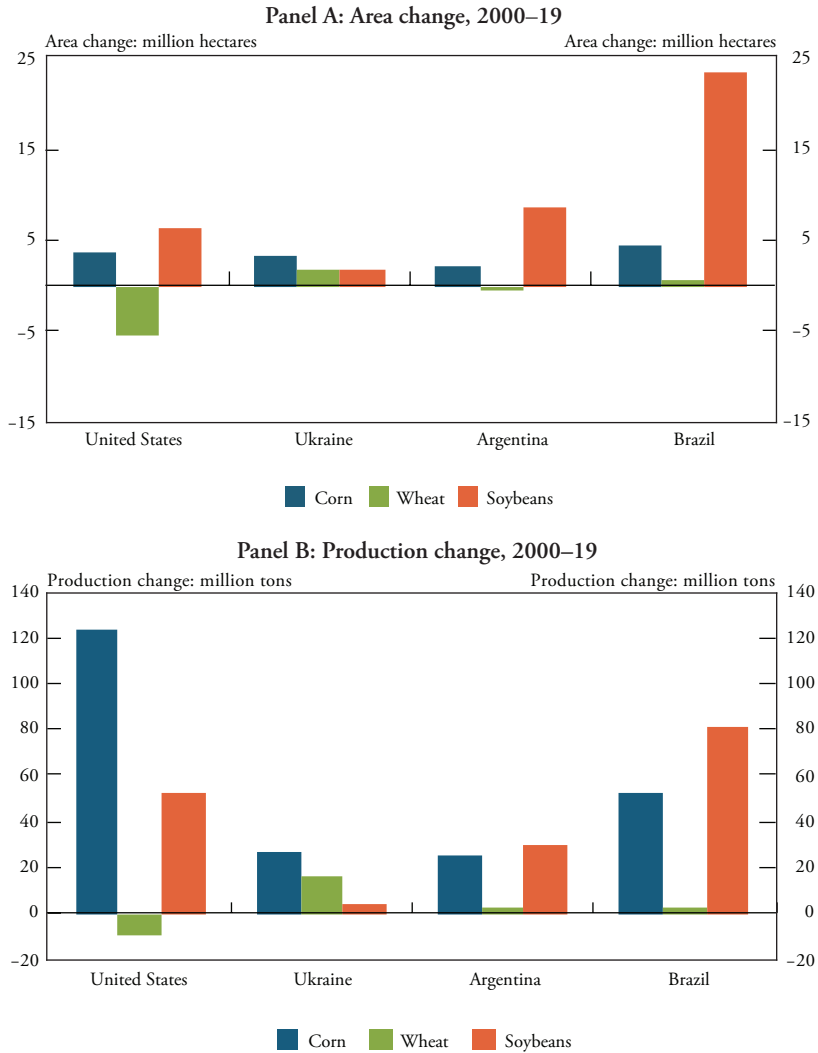 Panel A: Area change, 2000–19
Area change: million hectares Area change: million hectares
25 25
15 15
5 5
–5 –5
–15 –15
United States Ukraine Argentina Brazil
Corn Wheat Soybeans
Panel B: Production change, 2000–19
Production change: million tons Production change: million tons
140 140
120 120
100 100
80 80
60 60
40 40
20 20
0 0
–20 –20
United States Ukraine Argentina Brazil
Corn Wheat Soybeans